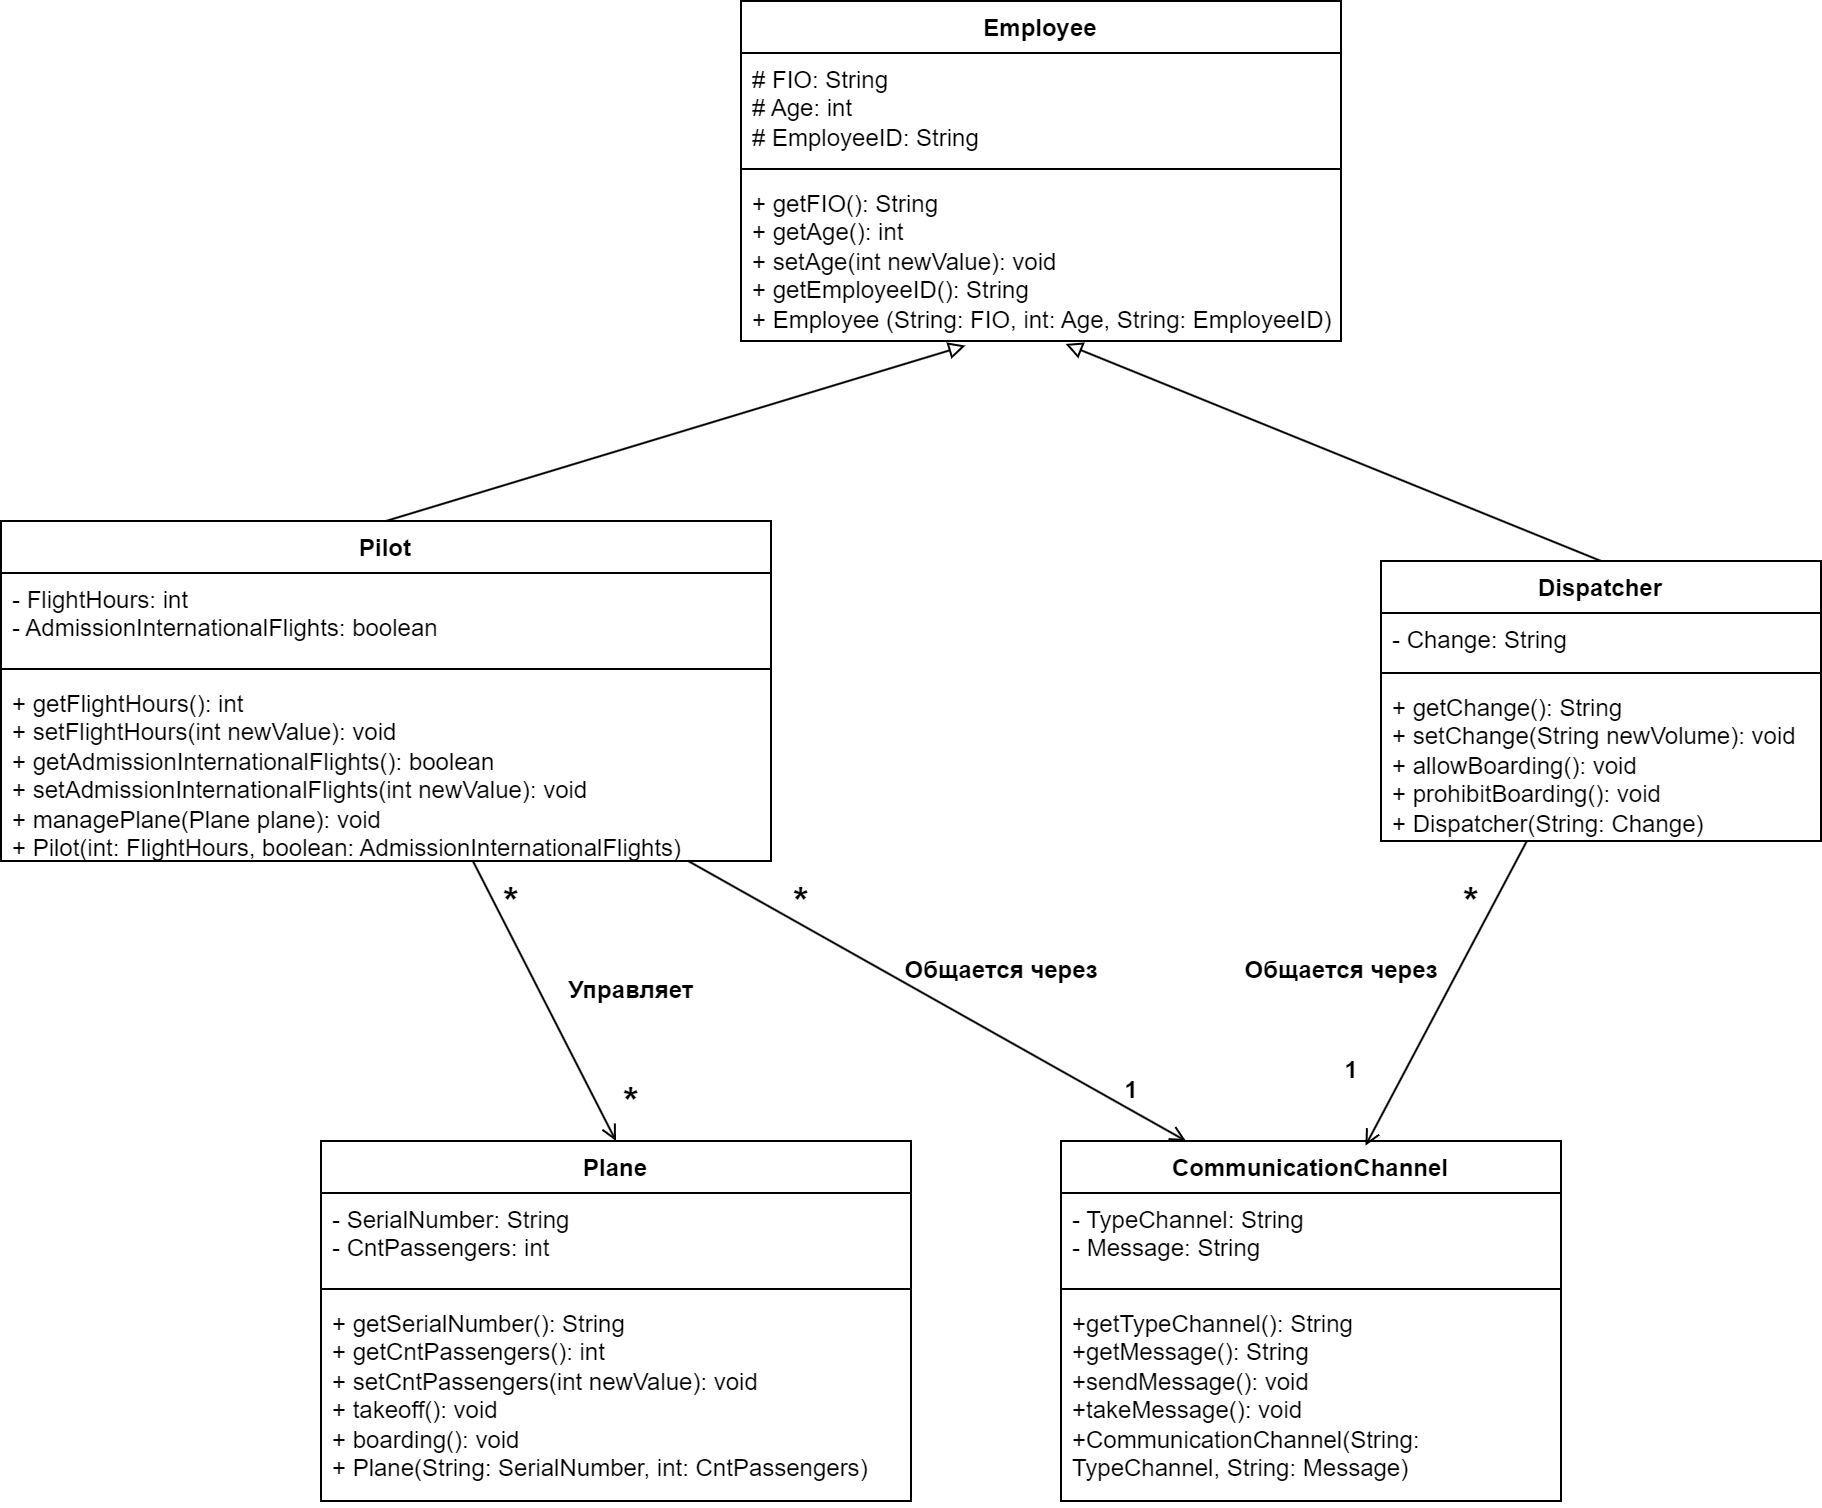 Employee
# FIO: String
# Age: int
# EmployeeID: String
+ getFIO(): String
+ getAge(): int
+ setAge(int newValue): void
+ getEmployeeID(): String
+ Employee (String: FIO, int: Age, String: EmployeeID)
Pilot
- FlightHours: int
- AdmissionInternationalFlights: boolean
+ getFlightHours(): int
+ setFlightHours(int newValue): void
+ getAdmissionInternationalFlights(): boolean
+ setAdmissionInternationalFlights(int newValue): void
+ managePlane(Plane plane): void
+ Pilot(int: FlightHours, boolean: AdmissionInternationalFlights)
Dispatcher
- Change: String
+ getChange(): String
+ setChange(String newVolume): void
+ allowBoarding(): void
+ prohibitBoarding(): void
+ Dispatcher(String: Change)
*
*
*
Управляет
Общается через
Общается через
*
1
1
Plane
- SerialNumber: String
- CntPassengers: int
+ getSerialNumber(): String
+ getCntPassengers(): int
+ setCntPassengers(int newValue): void
+ takeoff(): void
+ boarding(): void
+ Plane(String: SerialNumber, int: CntPassengers)
CommunicationChannel
- TypeChannel: String
- Message: String
+getTypeChannel(): String
+getMessage(): String
+sendMessage(): void
+takeMessage(): void
+CommunicationChannel(String:
TypeChannel, String: Message)